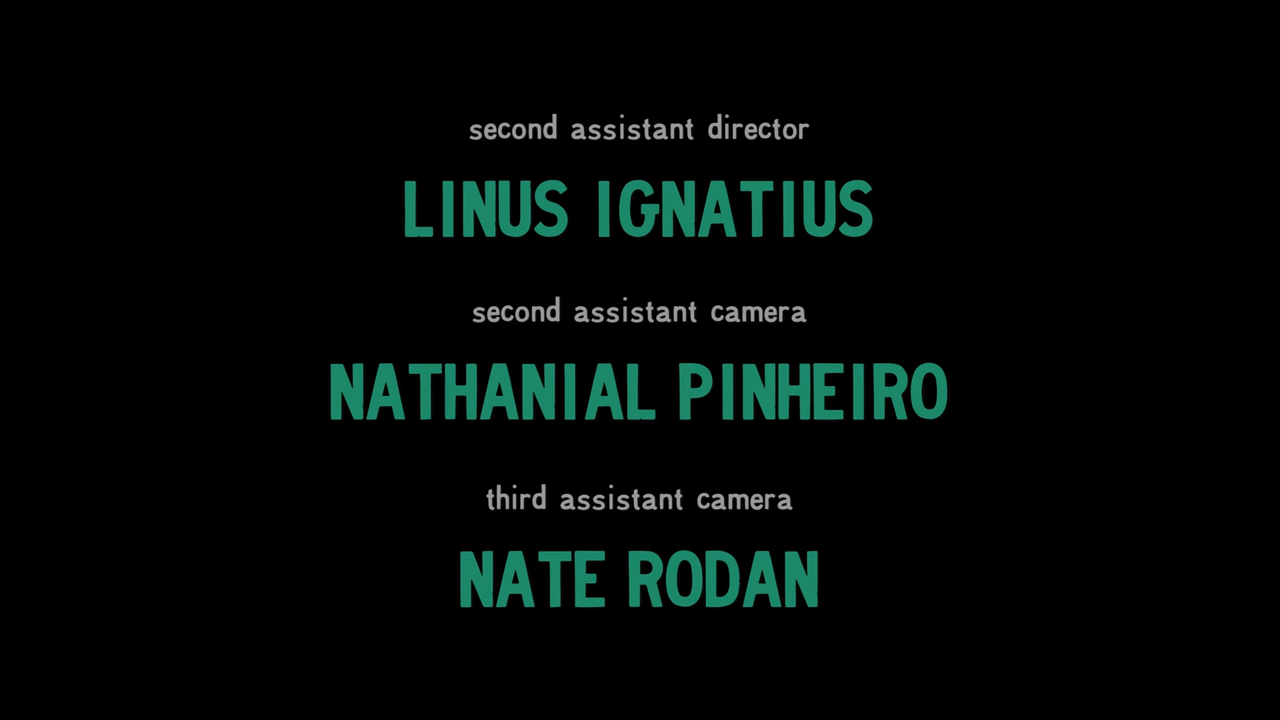 second assistant director
LINUS IGNATIUS
second assistant camera
NATHANIAL PINHEIRO
third assistant camera
NATE RODAN